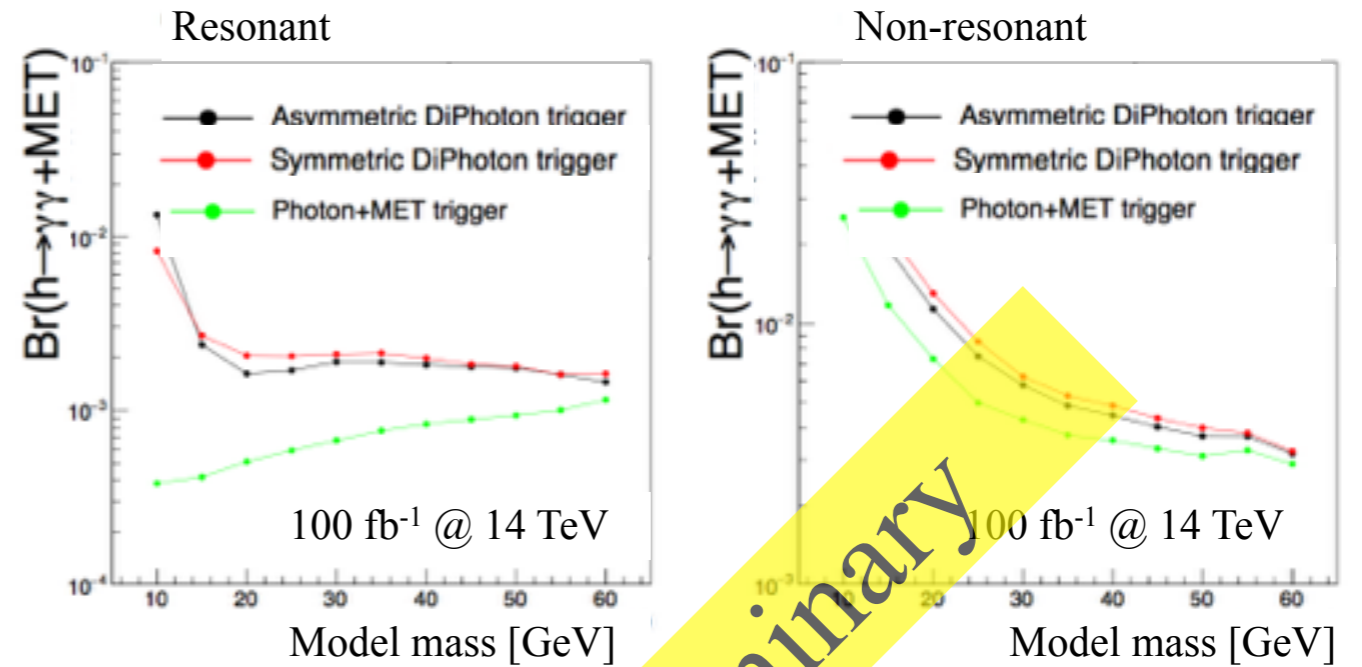 Resonant
Br(h→γγ+MET)
10⁻¹
10⁻²
10⁻³
10⁻⁴
Asymmetric DiPhoton trigger
Symmetric DiPhoton trigger
Photon+MET trigger
100 fb⁻¹ @ 14 TeV
10 20 30 40 50 60
Model mass [GeV]
Non-resonant
Br(h→γγ+MET)
10⁻¹
10⁻²
10⁻³
Asymmetric DiPhoton trigger
Symmetric DiPhoton trigger
Photon+MET trigger
100 fb⁻¹ @ 14 TeV
10 20 30 40 50 60
Model mass [GeV]